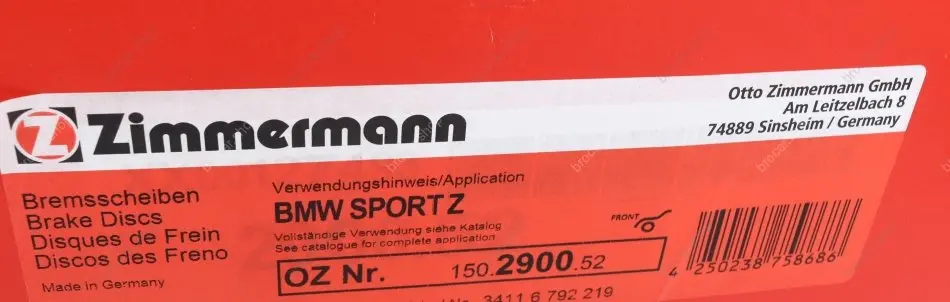 Zimmermann
Otto Zimmermann GmbH
Am Leitzelbach 8
74889 Sinsheim / Germany
Bremsscheiben
Brake Discs
Disques de Frein
Discos des Freno
Made in Germany
Verwendungshinweis/Application
BMW SPORT Z
Vollständige Verwendung siehe Katalog
See catalogue for complete application
OZ Nr. 150.2900.52
3411 6 792 219
FRONT
4 250238 758686